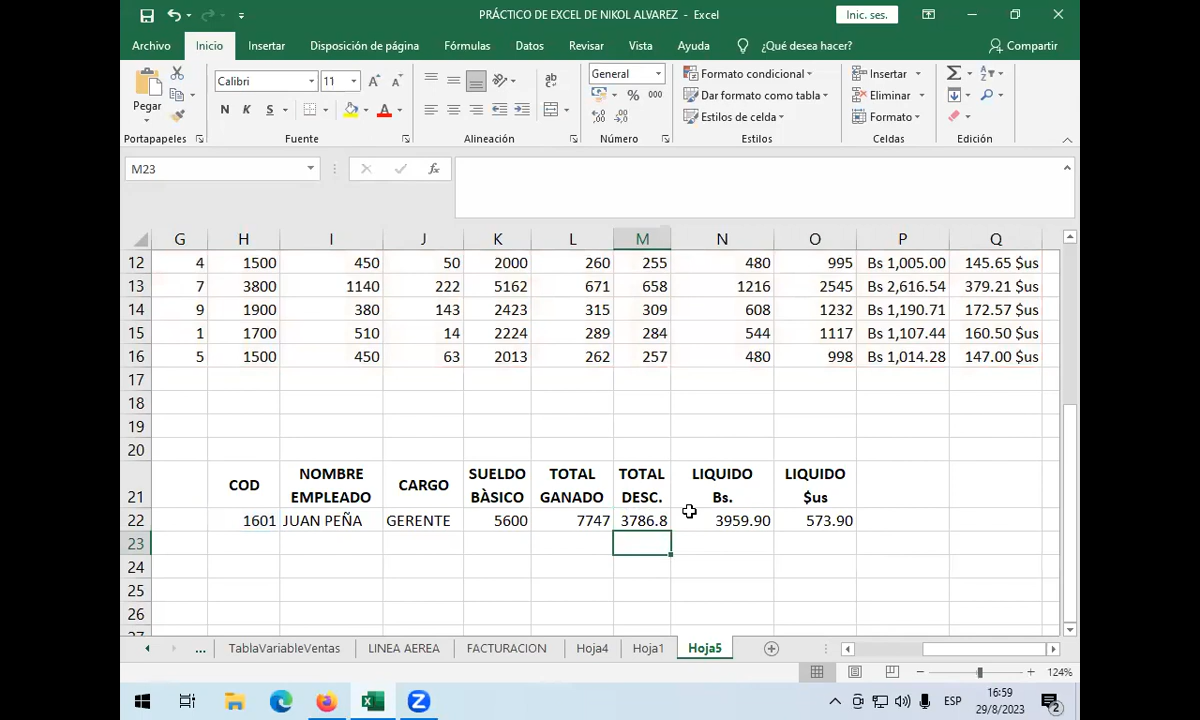 PRÁCTICO DE EXCEL DE NIKOL ALVAREZ - Excel
Inic. ses.
Archivo Inicio Insertar Disposición de página Fórmulas Datos Revisar Vista Ayuda ¿Qué desea hacer? Compartir
Pegar
Calibri 11
N K S
General
% 000
Formato condicional
Dar formato como tabla
Estilos de celda
Insertar
Eliminar
Formato
Portapapeles Fuente Alineación Número Estilos Celdas Edición
M23
fx
G H I J K L M N O P Q
12 4 1500 450 50 2000 260 255 480 995 Bs 1,005.00 145.65 $us
13 7 3800 1140 222 5162 671 658 1216 2545 Bs 2,616.54 379.21 $us
14 9 1900 380 143 2423 315 309 608 1232 Bs 1,190.71 172.57 $us
15 1 1700 510 14 2224 289 284 544 1117 Bs 1,107.44 160.50 $us
16 5 1500 450 63 2013 262 257 480 998 Bs 1,014.28 147.00 $us
17
18
19
20
21 COD NOMBRE EMPLEADO CARGO SUELDO BÀSICO TOTAL GANADO TOTAL DESC. LIQUIDO Bs. LIQUIDO $us
22 1601 JUAN PEÑA GERENTE 5600 7747 3786.8 3959.90 573.90
23
24
25
26
27
... TablaVariableVentas LINEA AEREA FACTURACION Hoja4 Hoja1 Hoja5
124%
ESP
16:59
29/8/2023
2